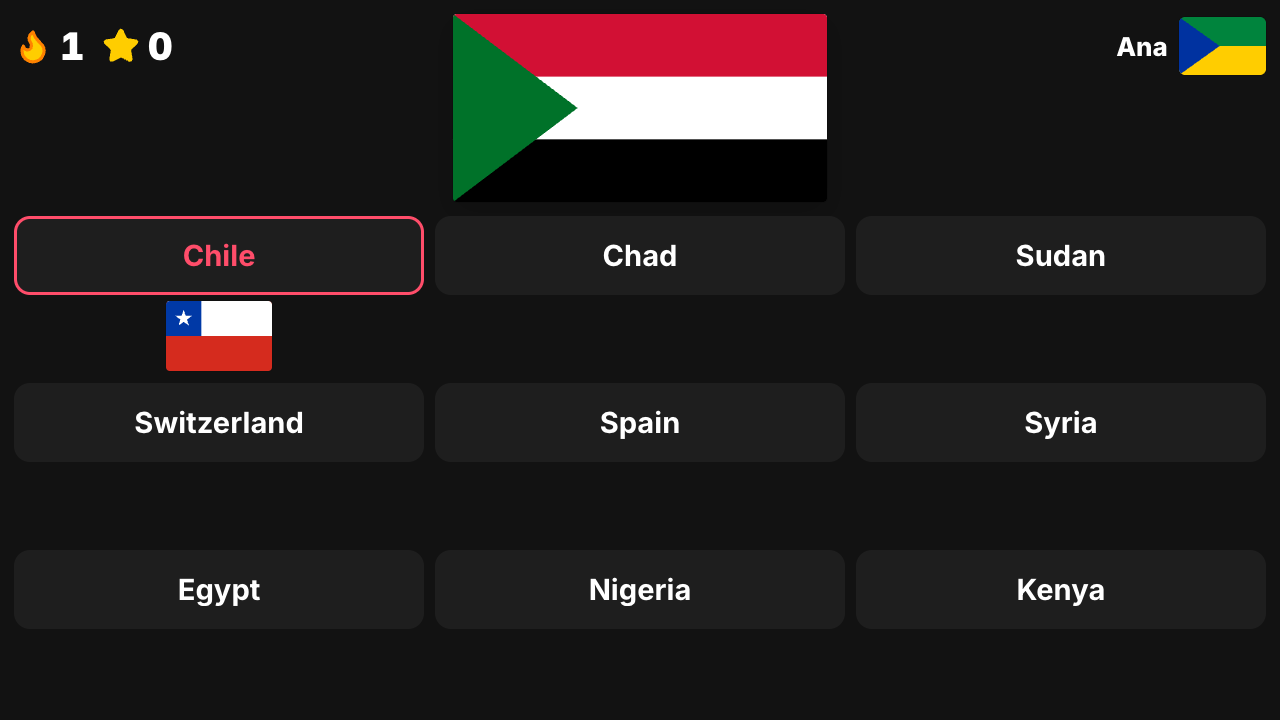 1 0
Ana
Chile Chad Sudan
Switzerland Spain Syria
Egypt Nigeria Kenya